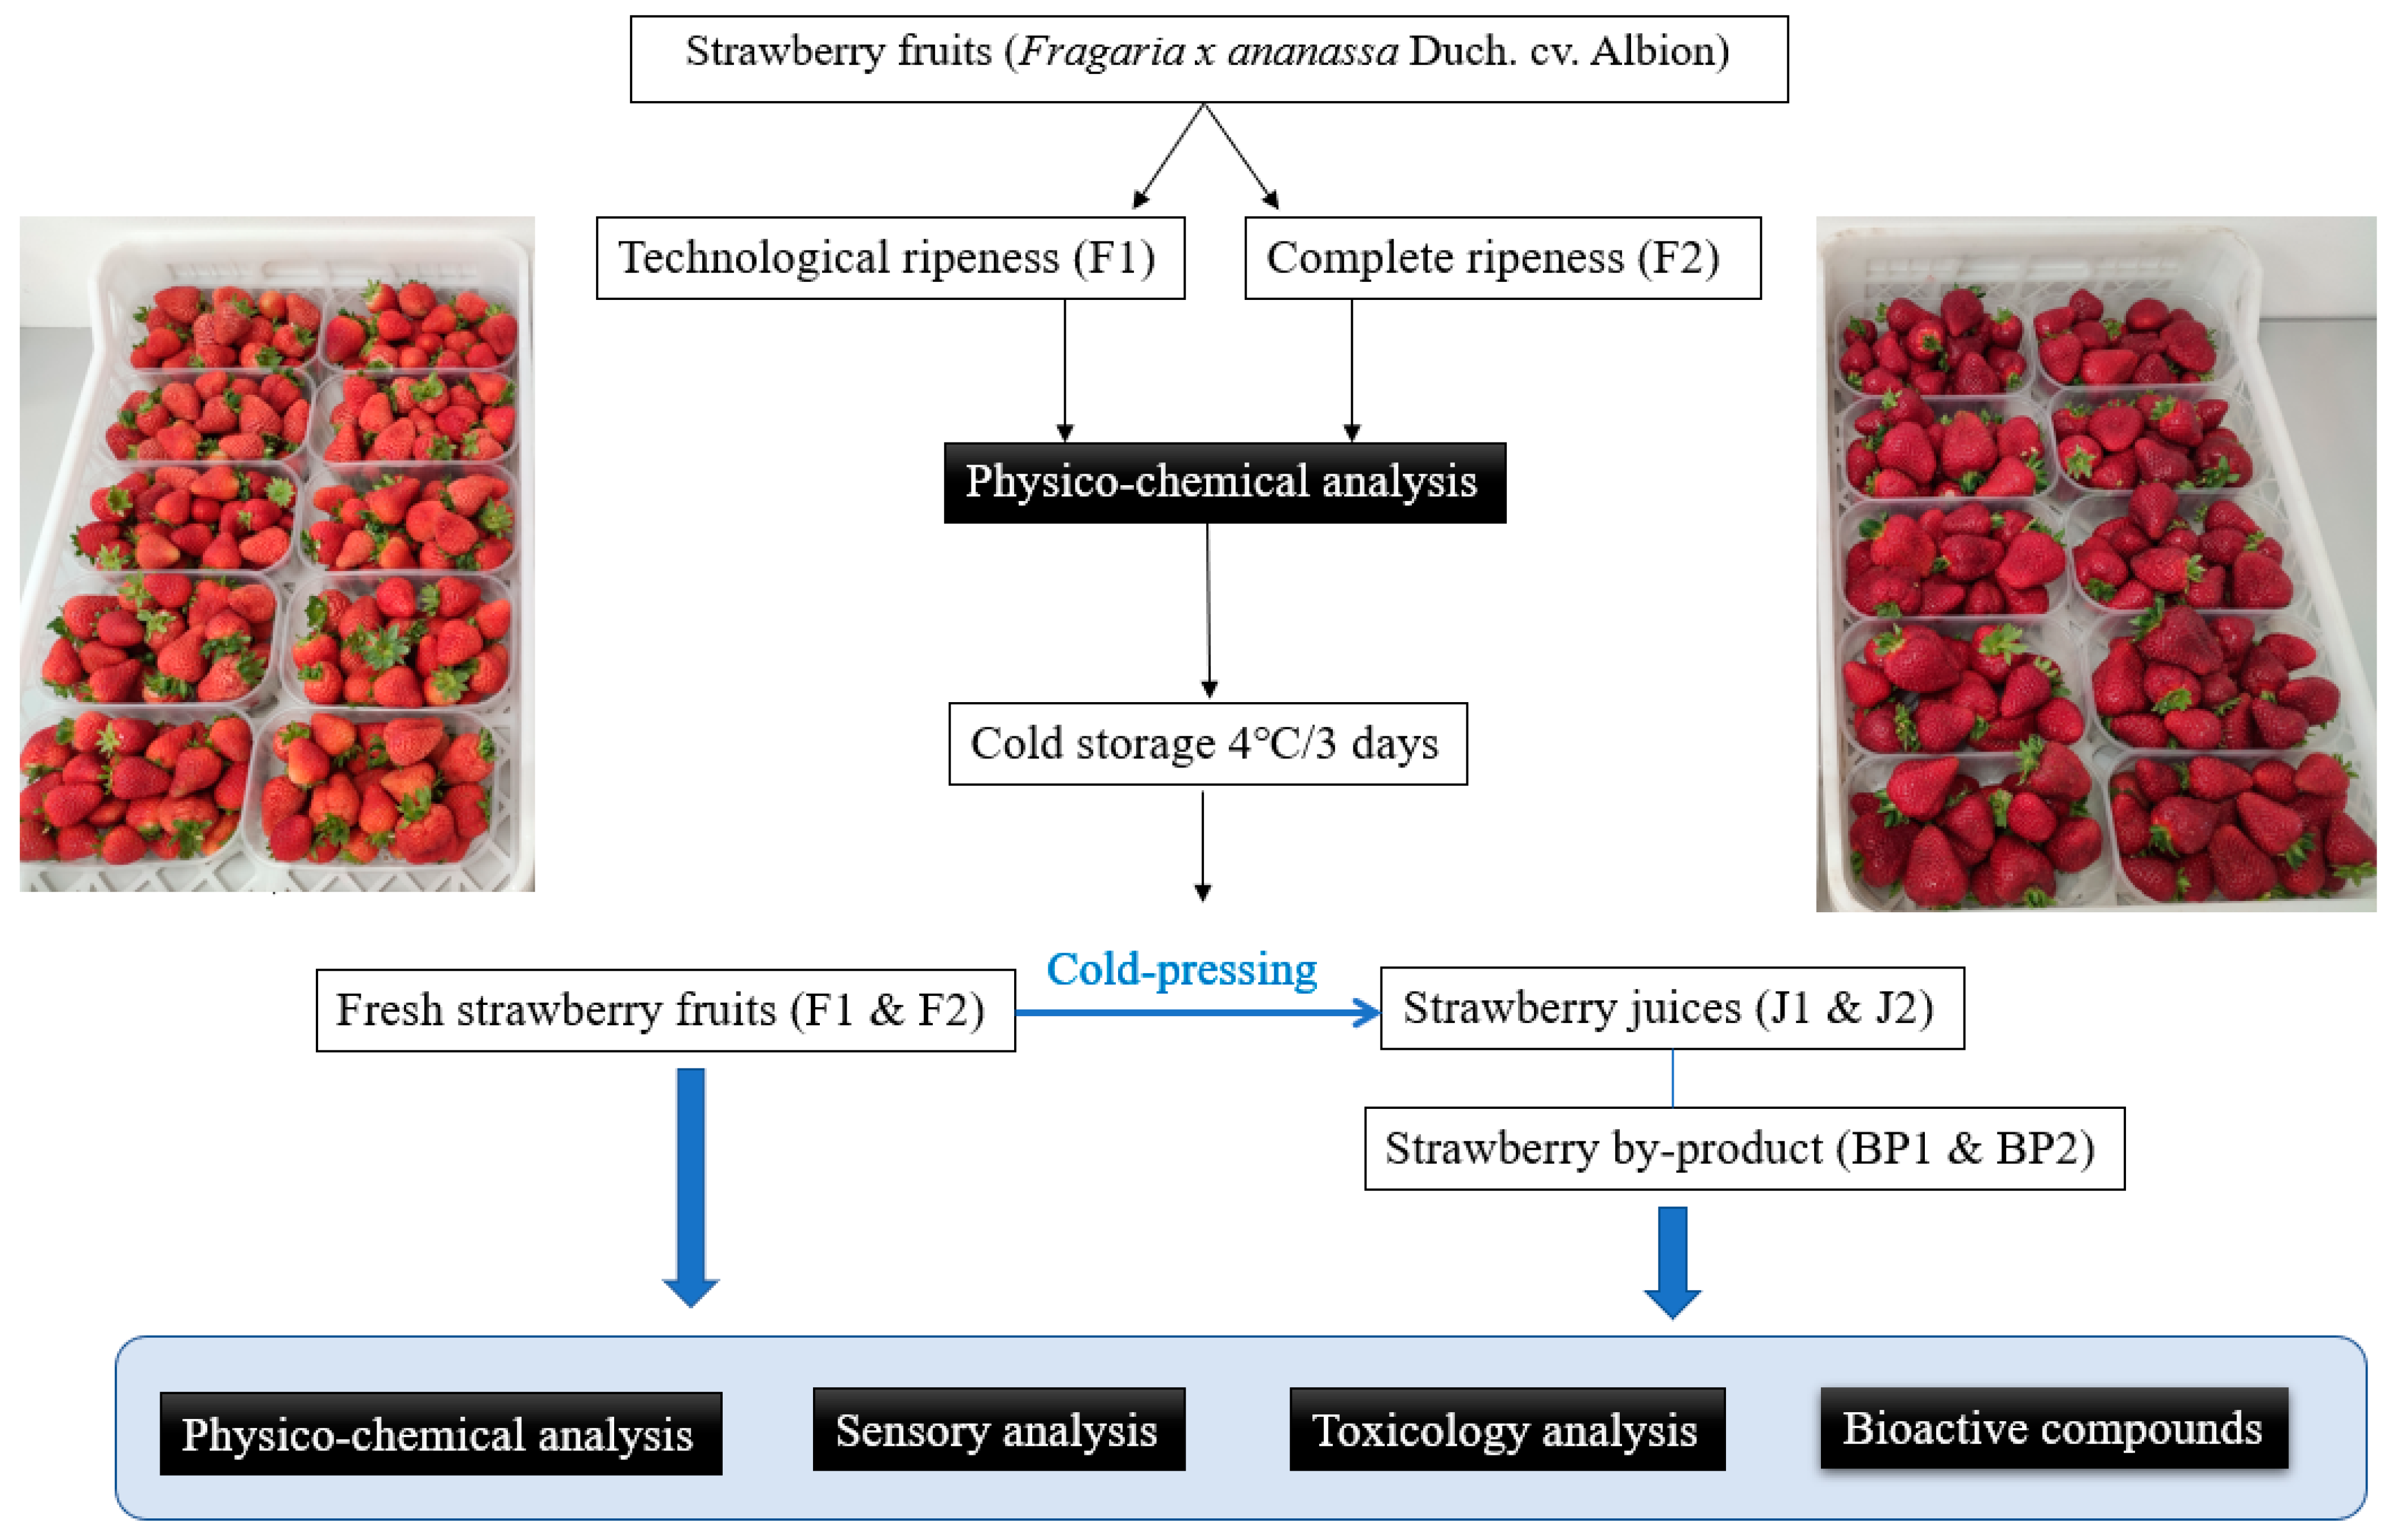 Strawberry fruits (Fragaria x ananassa Duch. cv. Albion)
Technological ripeness (F1)
Complete ripeness (F2)
Physico-chemical analysis
Cold storage 4℃/3 days
Cold-pressing
Fresh strawberry fruits (F1 & F2)
Strawberry juices (J1 & J2)
Strawberry by-product (BP1 & BP2)
Physico-chemical analysis
Sensory analysis
Toxicology analysis
Bioactive compounds